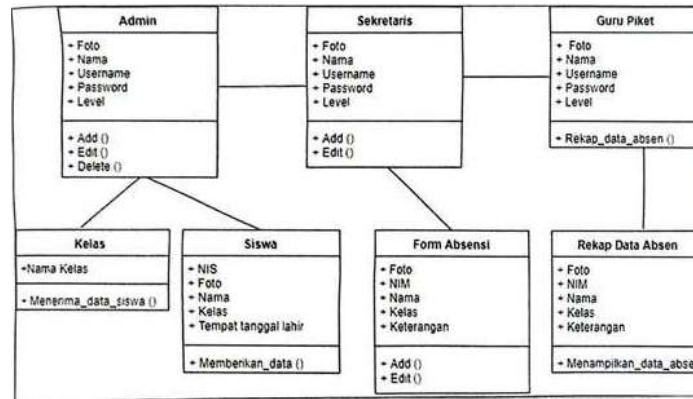 Admin
+ Foto
+ Nama
+ Username
+ Password
+ Level
+ Add ()
+ Edit ()
+ Delete ()
Sekretaris
+ Foto
+ Nama
+ Username
+ Password
+ Level
+ Add ()
+ Edit ()
Guru Piket
+ Foto
+ Nama
+ Username
+ Password
+ Level
+ Rekap_data_absen ()
Kelas
+Nama Kelas
+ Menerima_data_siswa ()
Siswa
+ NIS
+ Foto
+ Nama
+ Kelas
+ Tempat tanggal lahir
+ Memberikan_data ()
Form Absensi
+ Foto
+ NIM
+ Nama
+ Kelas
+ Keterangan
+ Add ()
+ Edit ()
Rekap Data Absen
+ Foto
+ NIM
+ Nama
+ Kelas
+ Keterangan
+ Menampilkan_data_abse